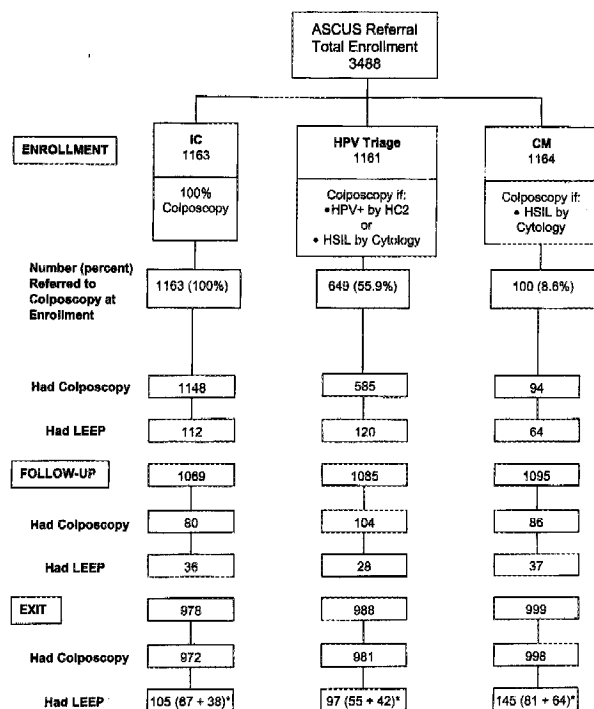 ASCUS Referral
Total Enrollment
3488
ENROLLMENT
IC
1163
HPV Triage
1161
CM
1164
100%
Colposcopy
Colposcopy if:
•HPV+ by HC2
or
• HSIL by Cytology
Colposcopy if:
• HSIL by
Cytology
Number (percent)
Referred to
Colposcopy at
Enrollment
1163 (100%)
649 (55.9%)
100 (8.6%)
Had Colposcopy
1148
585
94
Had LEEP
112
120
64
FOLLOW-UP
1069
1085
1095
Had Colposcopy
80
104
86
Had LEEP
36
28
37
EXIT
978
988
999
Had Colposcopy
972
981
998
Had LEEP
105 (67 + 38)*
97 (55 + 42)*
145 (81 + 64)*